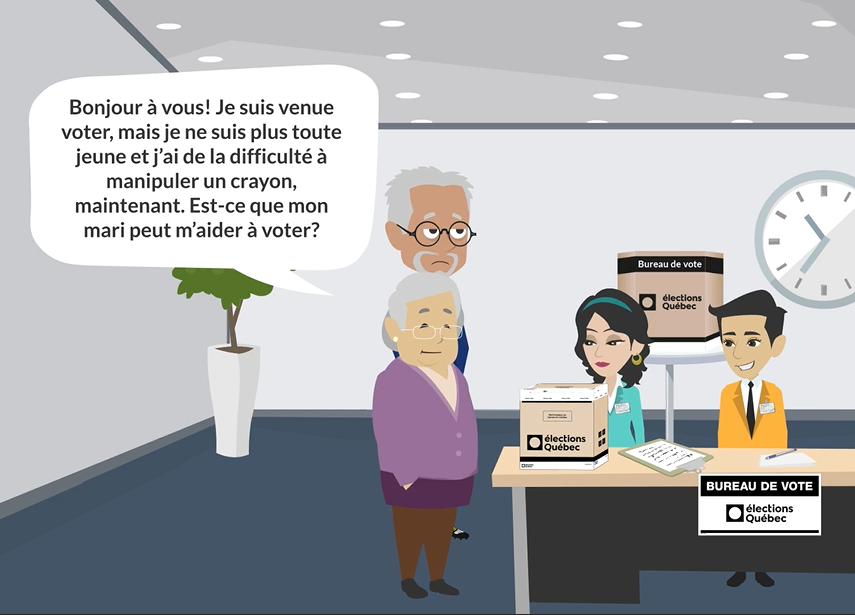 Bonjour à vous! Je suis venue
voter, mais je ne suis plus toute
jeune et j’ai de la difficulté à
manipuler un crayon,
maintenant. Est-ce que mon
mari peut m’aider à voter?
Bureau de vote
élections
Québec
élections
Québec
BUREAU DE VOTE
élections
Québec